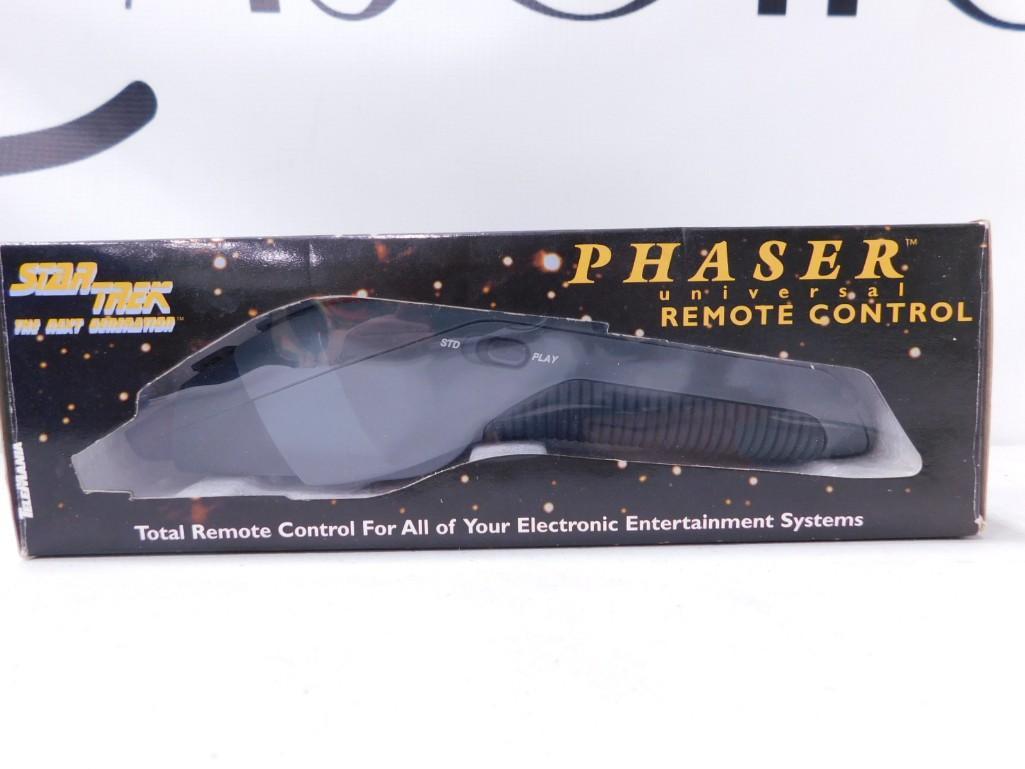 STAR
TREK
THE NEXT GENERATION™
PHASER™
universal
REMOTE CONTROL
STD
PLAY
TELEMANIA
Total Remote Control For All of Your Electronic Entertainment Systems